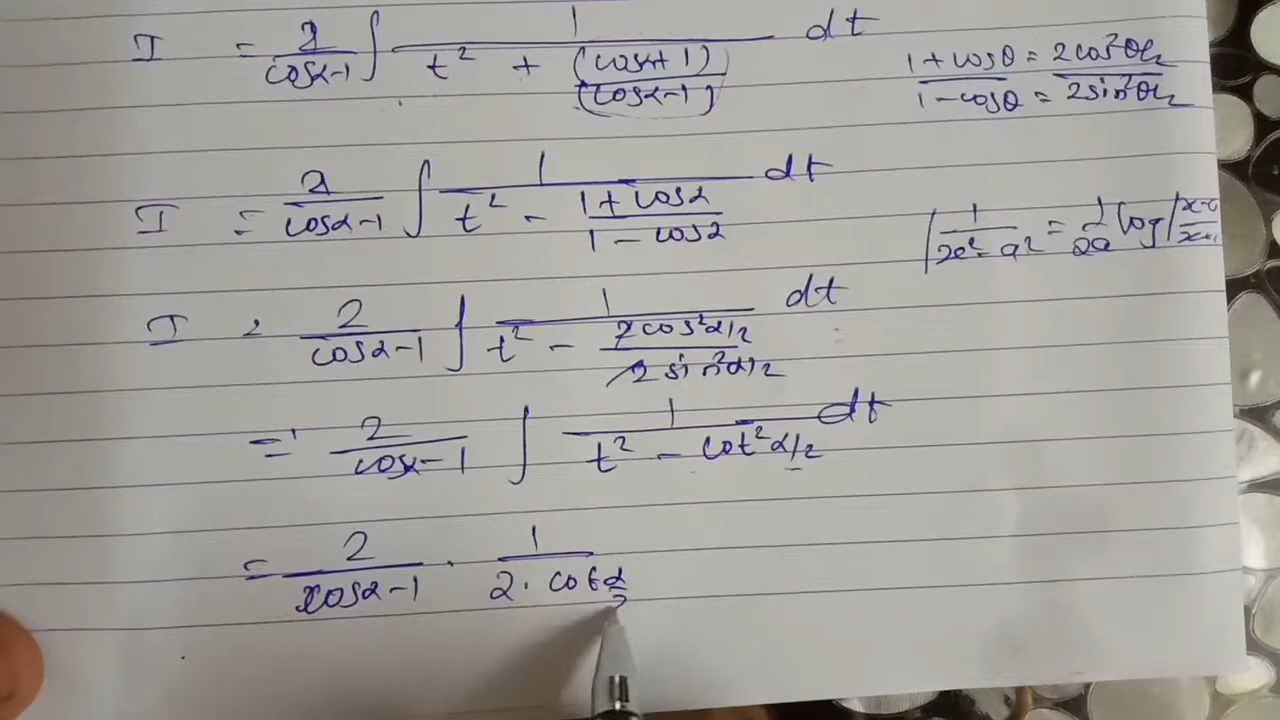 I = 2/(cosα-1) ∫ 1/(t² + (cosα+1)/(cosα-1)) dt
1+cosθ = 2cos²θ/2
1-cosθ = 2sin²θ/2
I = 2/(cosα-1) ∫ 1/(t² - (1+cosα)/(1-cosα)) dt
∫ 1/(x²-a²) = 1/2a log|
I = 2/(cosα-1) ∫ 1/(t² - (2cos²α/2)/(2sin²α/2)) dt
= 2/(cosα-1) ∫ 1/(t² - cot²α/2) dt
= 2/(cosα-1) · 1/(2·cot α/2)